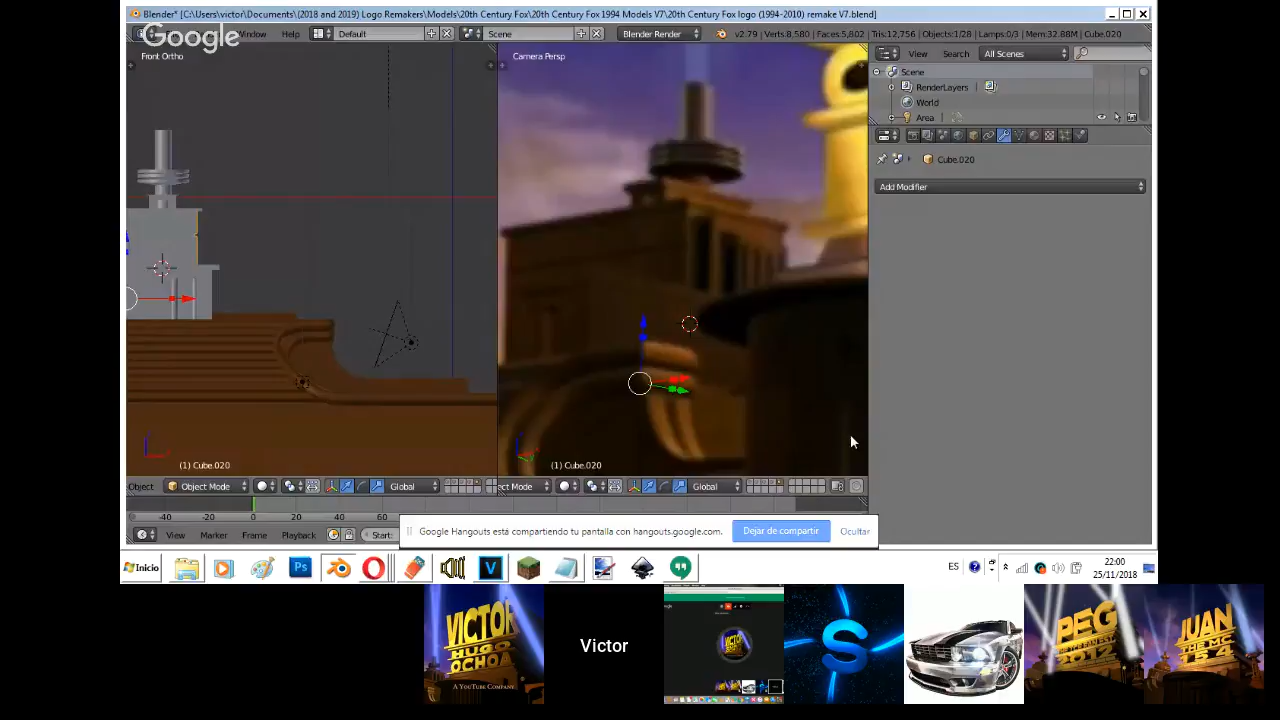 Blender* [C:\Users\victor\Documents\(2018 and 2019) Logo Remakers\Models\20th Century Fox\20th Century Fox 1994 Models V7\20th Century Fox logo (1994-2010) remake V7.blend]
Google
Window Help Default Scene Blender Render v2.79 | Verts:8,580 | Faces:5,802 | Tris:12,756 | Objects:1/28 | Lamps:0/3 | Mem:32.88M | Cube.020
Front Ortho
Camera Persp
View Search All Scenes
Scene
RenderLayers
World
Area
Cube.020
Add Modifier
(1) Cube.020
(1) Cube.020
Object Object Mode Global
ect Mode Global
-40 -20 0 20 40 60
View Marker Frame Playback Start:
Google Hangouts está compartiendo tu pantalla con hangouts.google.com. Dejar de compartir Ocultar
Inicio Ps V ES 22:00
25/11/2018
VICTOR
HUGO
OCHOA
A YOUTUBE COMPANY
Victor
S
PEG
2012
JUAN
THE MC
154